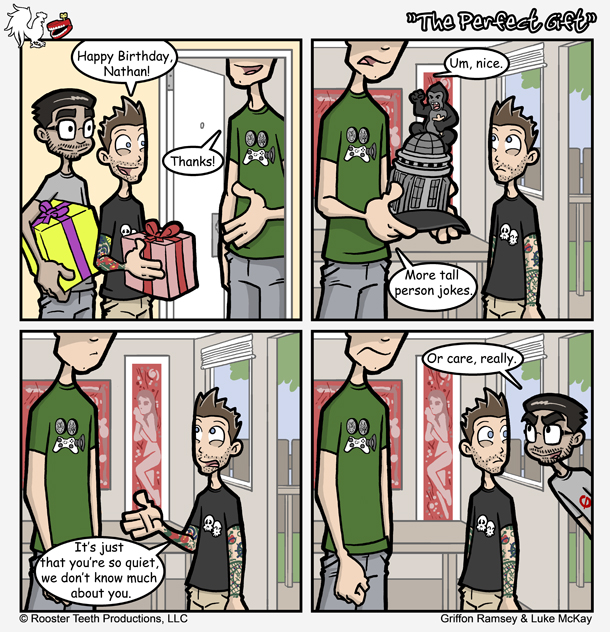 "The Perfect Gift"
Happy Birthday,
Nathan!
Thanks!
Um, nice.
More tall
person jokes.
It's just
that you're so quiet,
we don't know much
about you.
Or care, really.
© Rooster Teeth Productions, LLC
Griffon Ramsey & Luke McKay